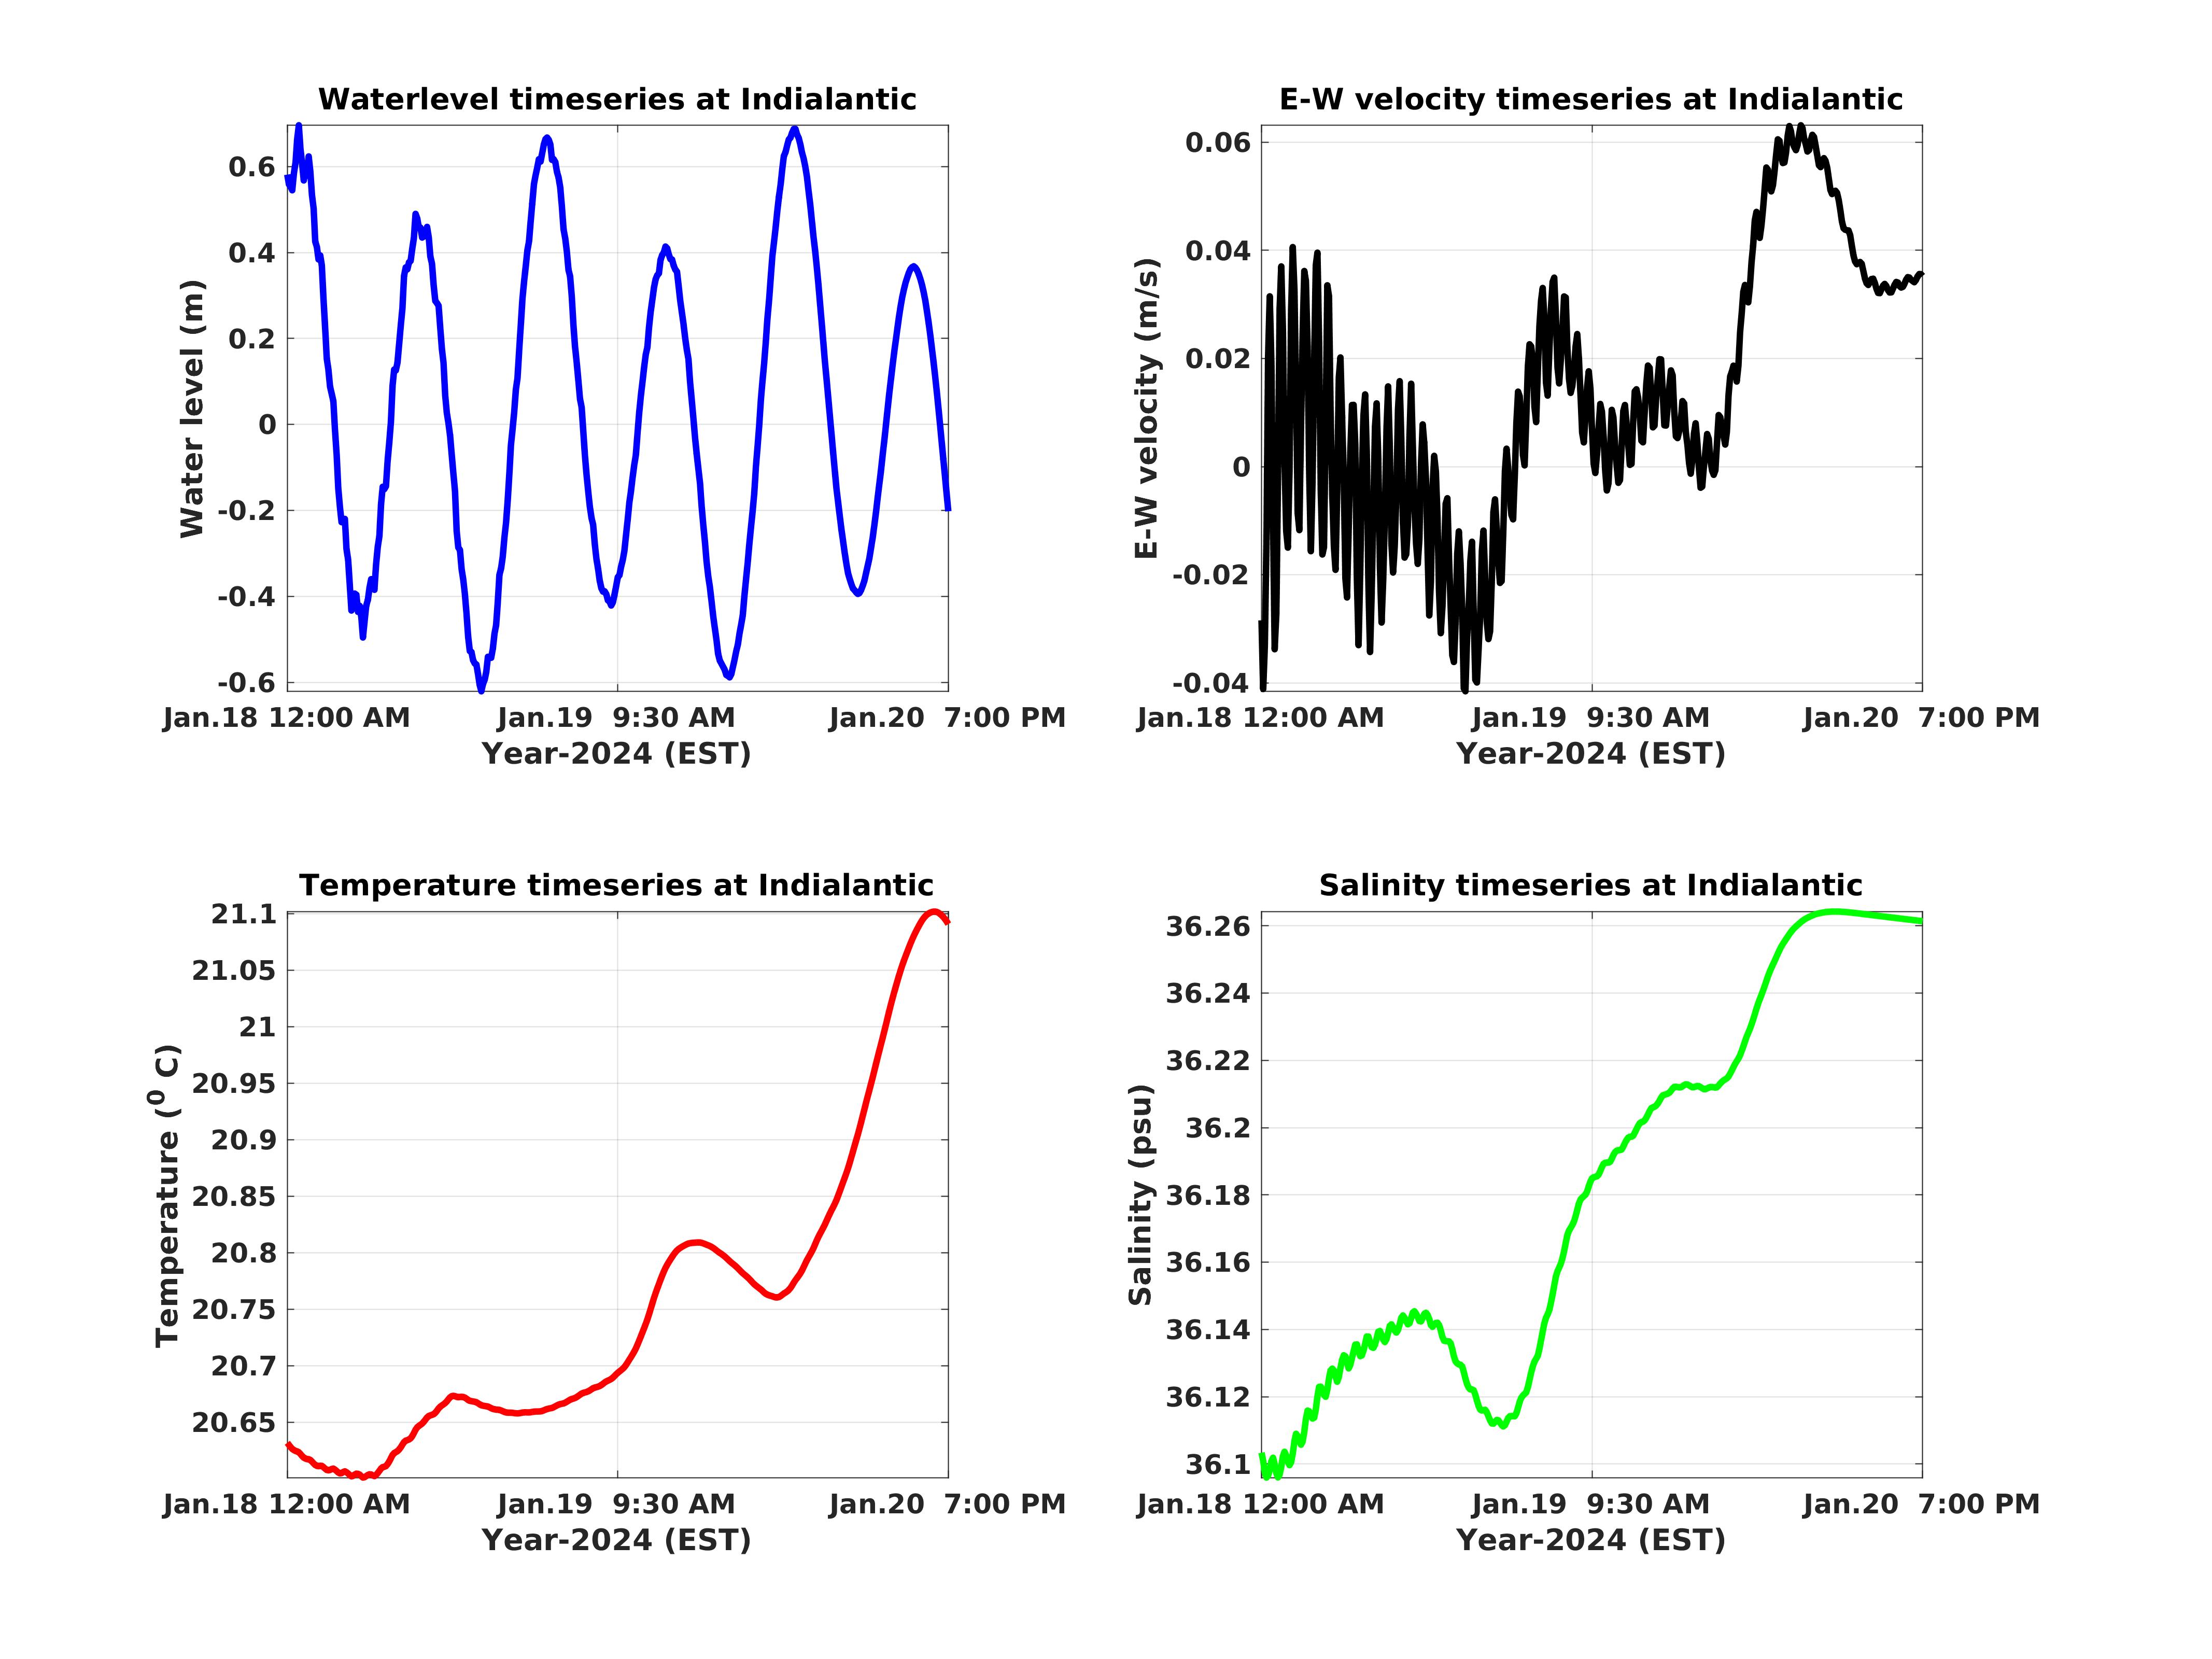 Waterlevel timeseries at Indialantic
Water level (m)
0.6
0.4
0.2
0
-0.2
-0.4
-0.6
Jan.18 12:00 AM Jan.19 9:30 AM Jan.20 7:00 PM
Year-2024 (EST)
E-W velocity timeseries at Indialantic
E-W velocity (m/s)
0.06
0.04
0.02
0
-0.02
-0.04
Jan.18 12:00 AM Jan.19 9:30 AM Jan.20 7:00 PM
Year-2024 (EST)
Temperature timeseries at Indialantic
Temperature (⁰ C)
21.1
21.05
21
20.95
20.9
20.85
20.8
20.75
20.7
20.65
Jan.18 12:00 AM Jan.19 9:30 AM Jan.20 7:00 PM
Year-2024 (EST)
Salinity timeseries at Indialantic
Salinity (psu)
36.26
36.24
36.22
36.2
36.18
36.16
36.14
36.12
36.1
Jan.18 12:00 AM Jan.19 9:30 AM Jan.20 7:00 PM
Year-2024 (EST)